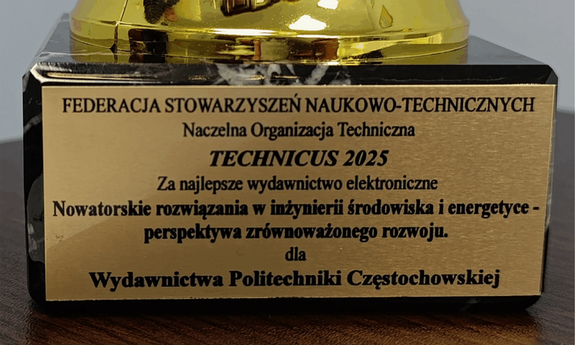 FEDERACJA STOWARZYSZEŃ NAUKOWO-TECHNICZNYCH
Naczelna Organizacja Techniczna
TECHNICUS 2025
Za najlepsze wydawnictwo elektroniczne
Nowatorskie rozwiązania w inżynierii środowiska i energetyce -
perspektywa zrównoważonego rozwoju.
dla
Wydawnictwa Politechniki Częstochowskiej